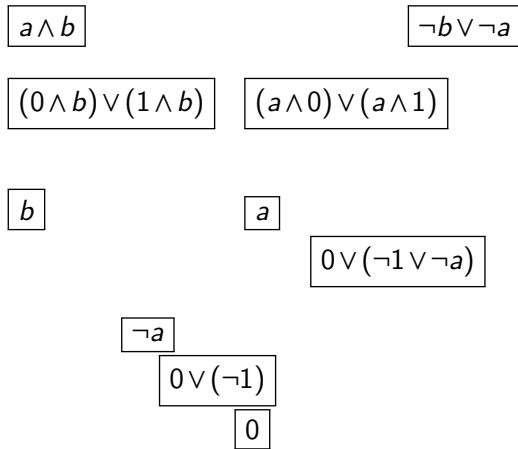 a ∧ b ¬b ∨ ¬a
(0 ∧ b) ∨ (1 ∧ b) (a ∧ 0) ∨ (a ∧ 1)
b a
0 ∨ (¬1 ∨ ¬a)
¬a
0 ∨ (¬1)
0